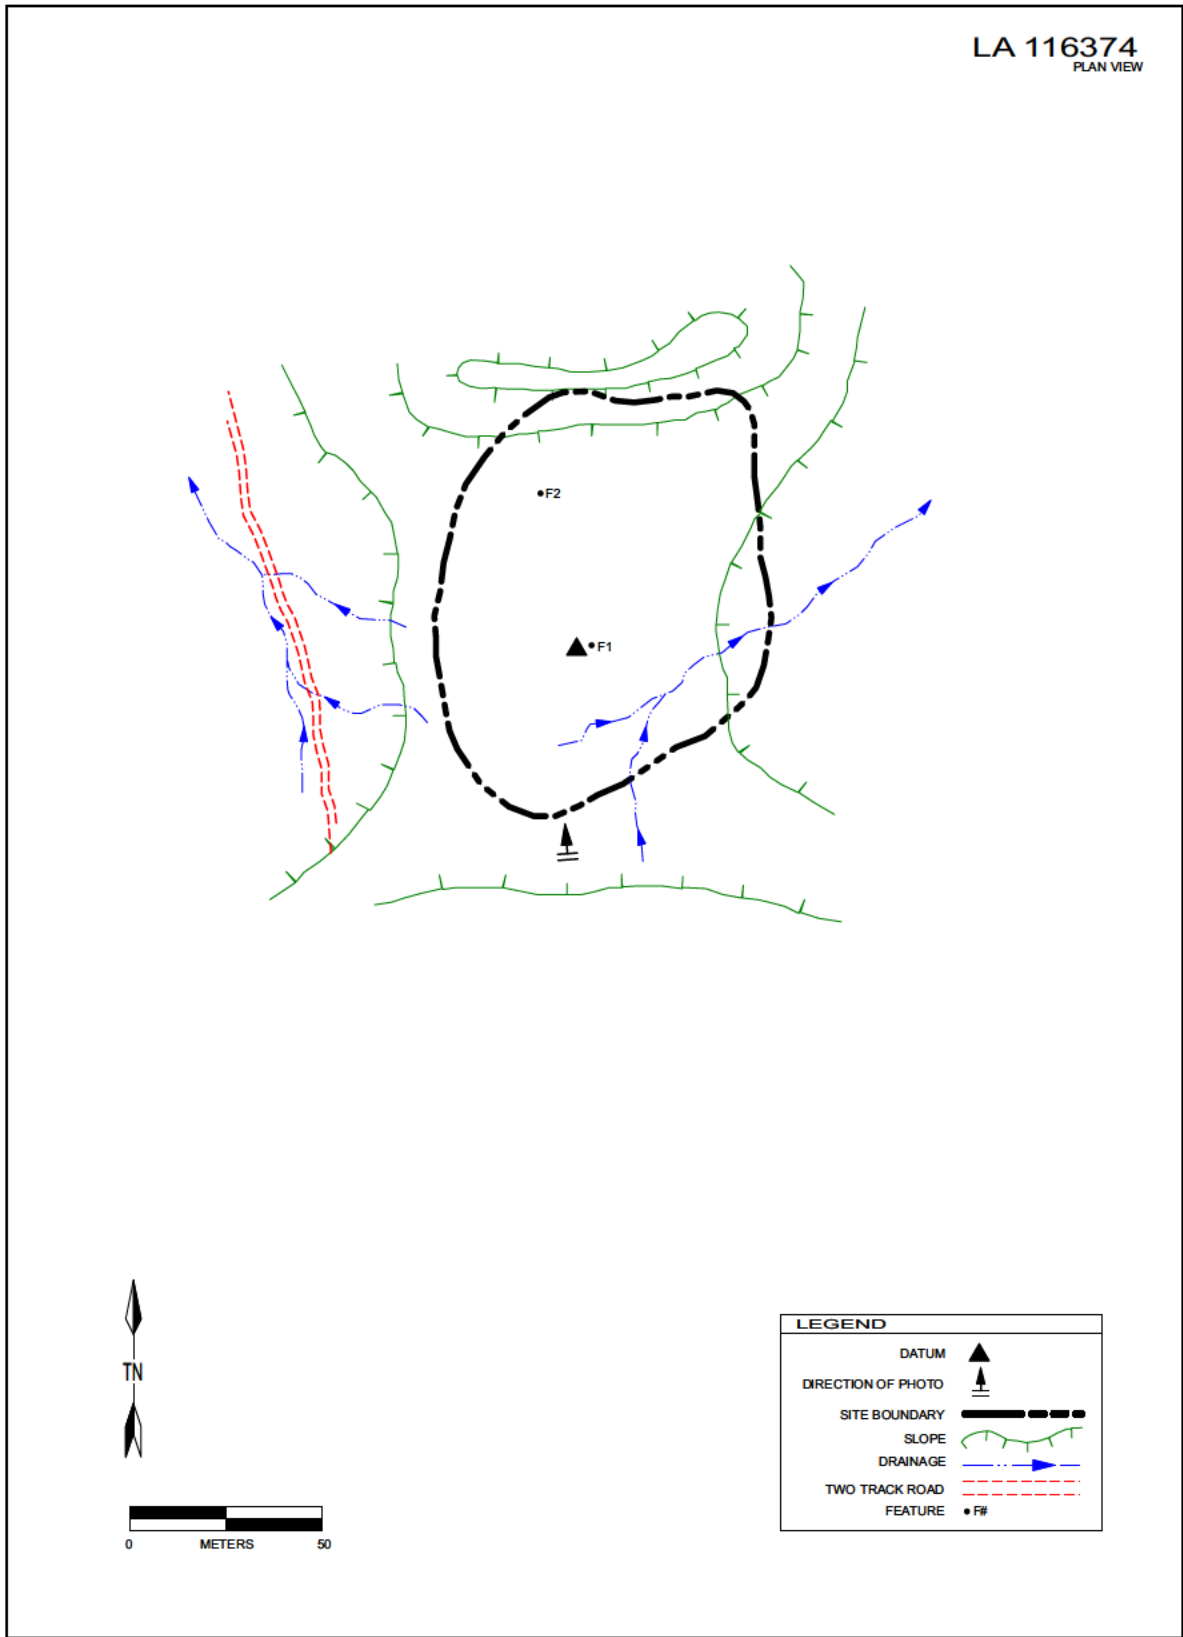 LA 116374
PLAN VIEW
F2
F1
TN
0 METERS 50
LEGEND
DATUM
DIRECTION OF PHOTO
SITE BOUNDARY
SLOPE
DRAINAGE
TWO TRACK ROAD
FEATURE F#